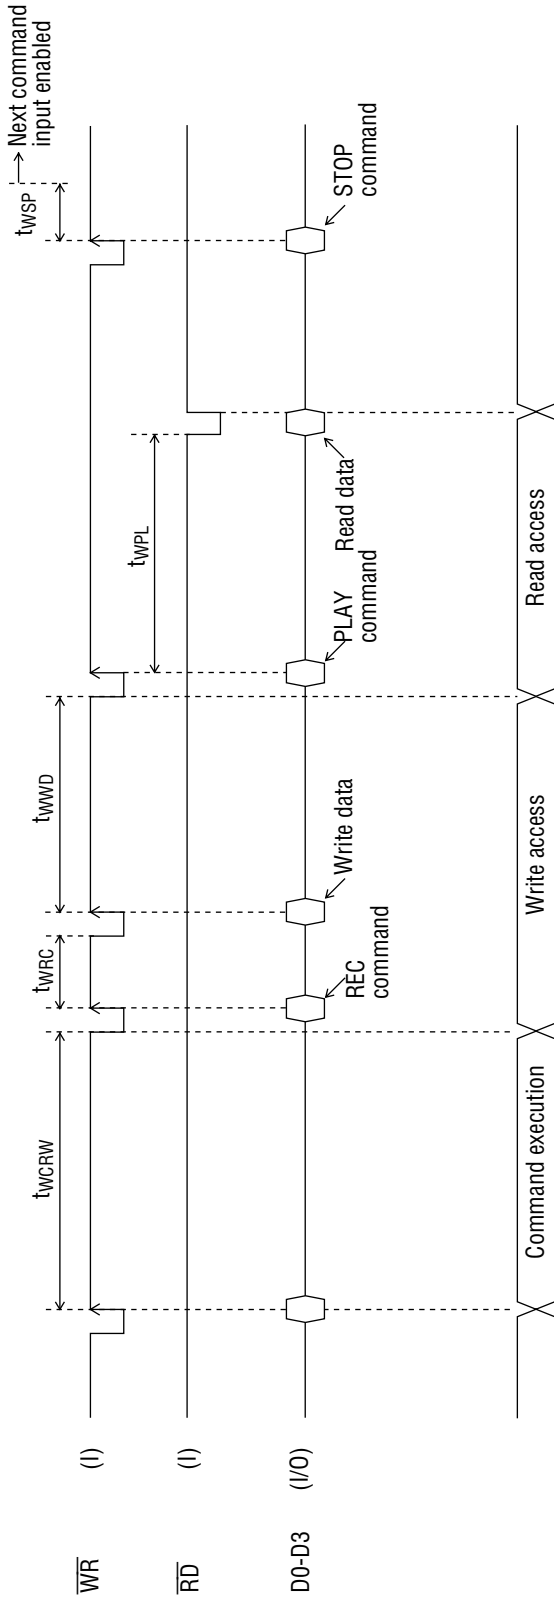 Next command
input enabled
tWCRW
tWRC
tWWD
tWPL
tWSP
WR (I)
RD (I)
D0-D3 (I/O)
REC
command
Write data
PLAY
command
Read data
STOP
command
Command execution
Write access
Read access